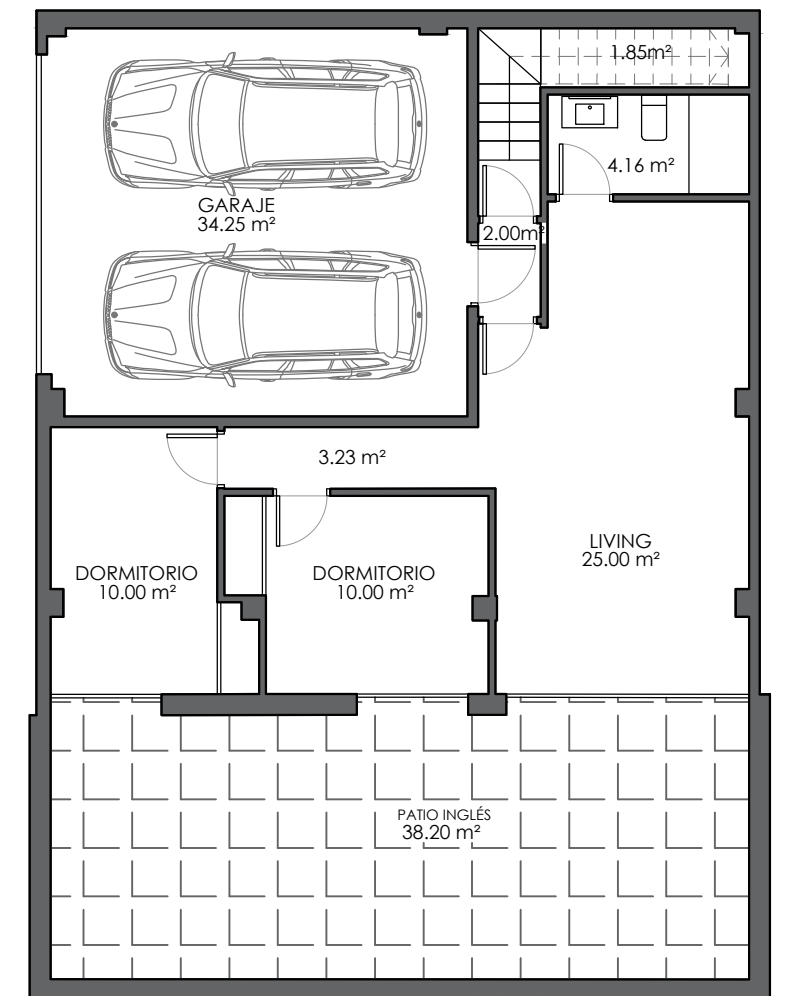 1.85m²
4.16 m²
GARAJE
34.25 m²
2.00m²
3.23 m²
LIVING
25.00 m²
DORMITORIO
10.00 m²
DORMITORIO
10.00 m²
PATIO INGLÉS
38.20 m²